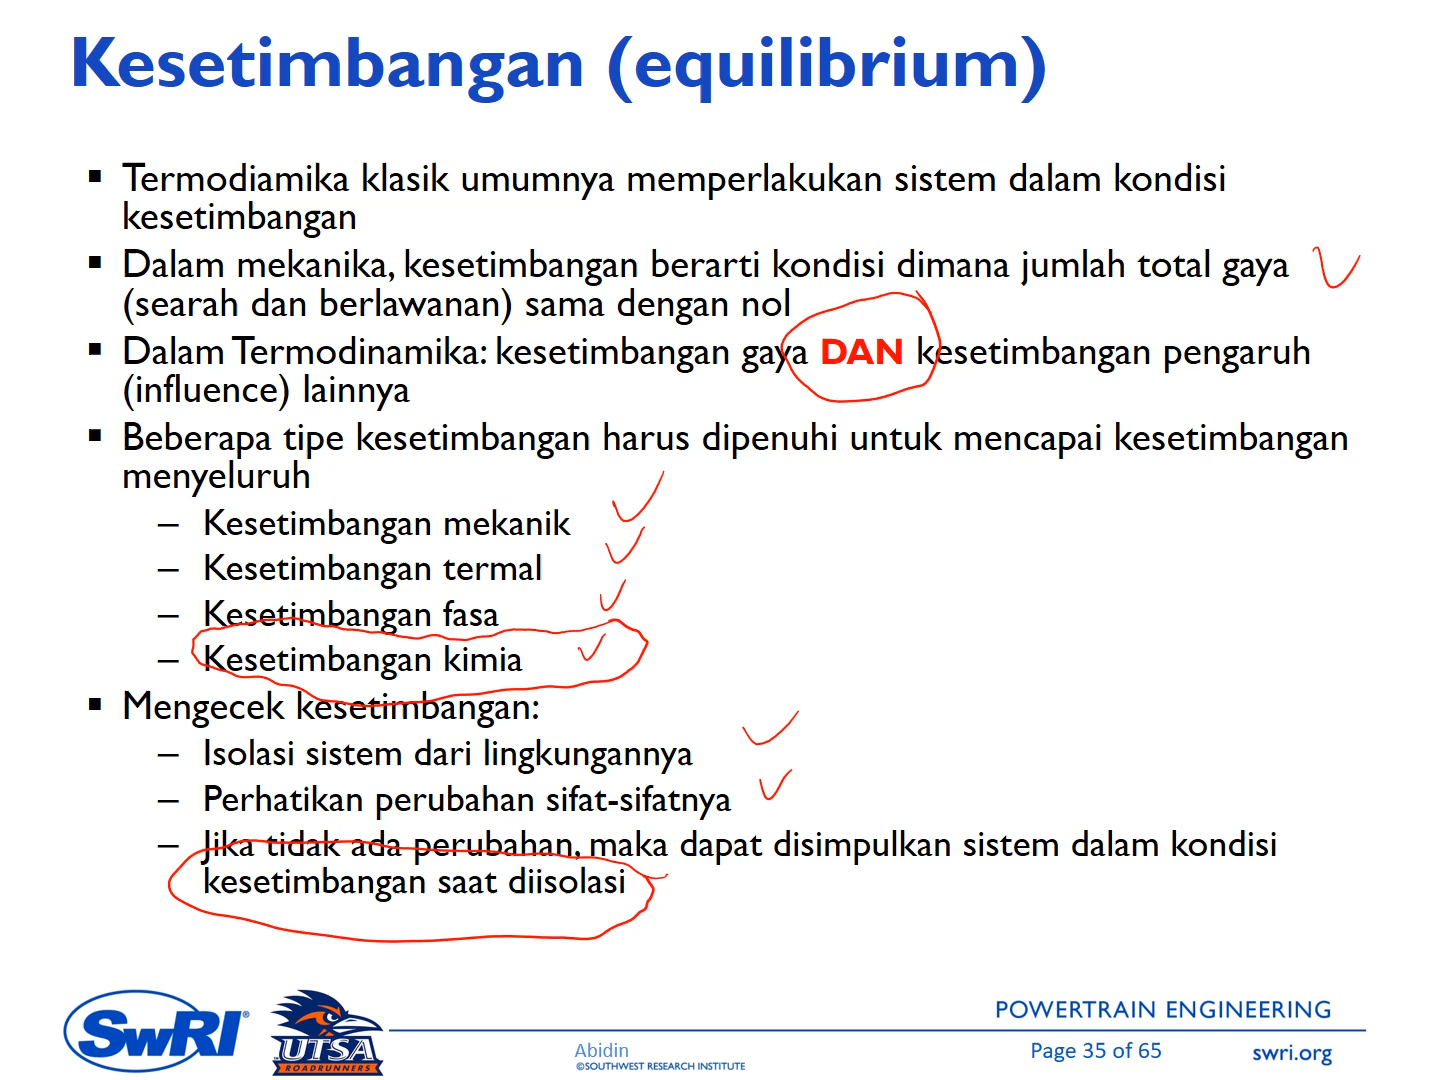 Kesetimbangan (equilibrium)
▪ Termodiamika klasik umumnya memperlakukan sistem dalam kondisi
kesetimbangan
▪ Dalam mekanika, kesetimbangan berarti kondisi dimana jumlah total gaya
(searah dan berlawanan) sama dengan nol
▪ Dalam Termodinamika: kesetimbangan gaya DAN kesetimbangan pengaruh
(influence) lainnya
▪ Beberapa tipe kesetimbangan harus dipenuhi untuk mencapai kesetimbangan
menyeluruh
– Kesetimbangan mekanik
– Kesetimbangan termal
– Kesetimbangan fasa
– Kesetimbangan kimia
▪ Mengecek kesetimbangan:
– Isolasi sistem dari lingkungannya
– Perhatikan perubahan sifat-sifatnya
– Jika tidak ada perubahan, maka dapat disimpulkan sistem dalam kondisi
kesetimbangan saat diisolasi
SwRI®
UTSA
ROADRUNNERS
Abidin
©SOUTHWEST RESEARCH INSTITUTE
POWERTRAIN ENGINEERING
Page 35 of 65
swri.org